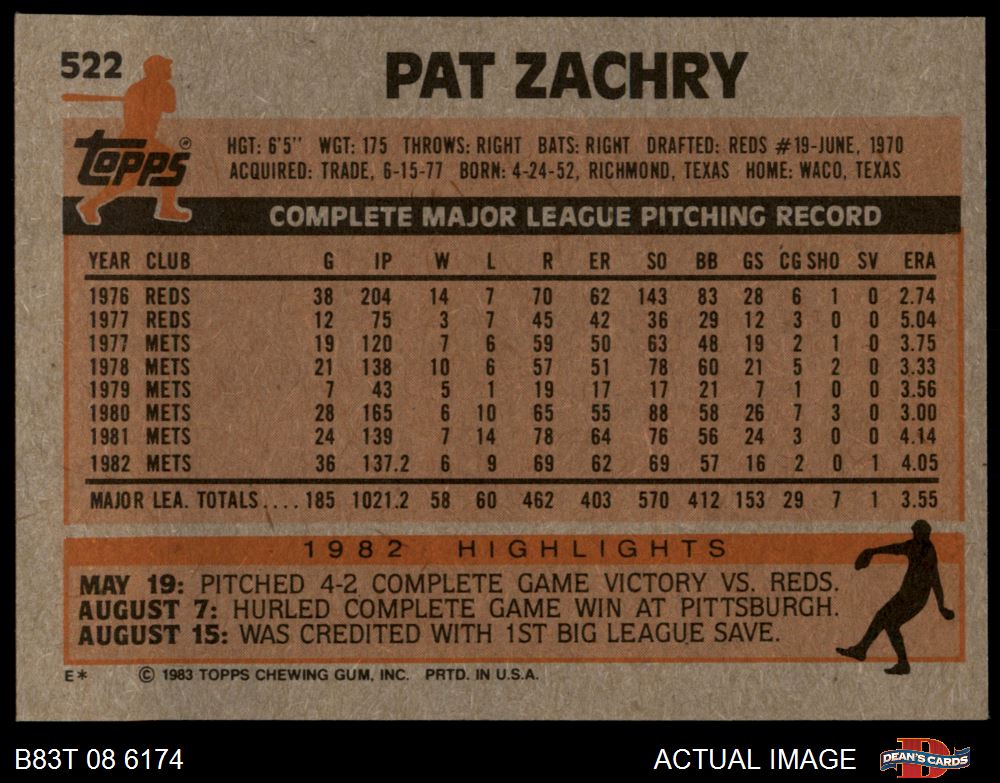 522
PAT ZACHRY
Topps®
HGT: 6'5" WGT: 175 THROWS: RIGHT BATS: RIGHT DRAFTED: REDS #19-JUNE, 1970
ACQUIRED: TRADE, 6-15-77 BORN: 4-24-52, RICHMOND, TEXAS HOME: WACO, TEXAS
COMPLETE MAJOR LEAGUE PITCHING RECORD
YEAR CLUB G IP W L R ER SO BB GS CG SHO SV ERA
1976 REDS 38 204 14 7 70 62 143 83 28 6 1 0 2.74
1977 REDS 12 75 3 7 45 42 36 29 12 3 0 0 5.04
1977 METS 19 120 7 6 59 50 63 48 19 2 1 0 3.75
1978 METS 21 138 10 6 57 51 78 60 21 5 2 0 3.33
1979 METS 7 43 5 1 19 17 17 21 7 1 0 0 3.56
1980 METS 28 165 6 10 65 55 88 58 26 7 3 0 3.00
1981 METS 24 139 7 14 78 64 76 56 24 3 0 0 4.14
1982 METS 36 137.2 6 9 69 62 69 57 16 2 0 1 4.05
MAJOR LEA. TOTALS.... 185 1021.2 58 60 462 403 570 412 153 29 7 1 3.55
1982 HIGHLIGHTS
MAY 19: PITCHED 4-2 COMPLETE GAME VICTORY VS. REDS.
AUGUST 7: HURLED COMPLETE GAME WIN AT PITTSBURGH.
AUGUST 15: WAS CREDITED WITH 1ST BIG LEAGUE SAVE.
E* © 1983 TOPPS CHEWING GUM, INC. PRTD. IN U.S.A.
B83T 08 6174 ACTUAL IMAGE D DEAN'S CARDS